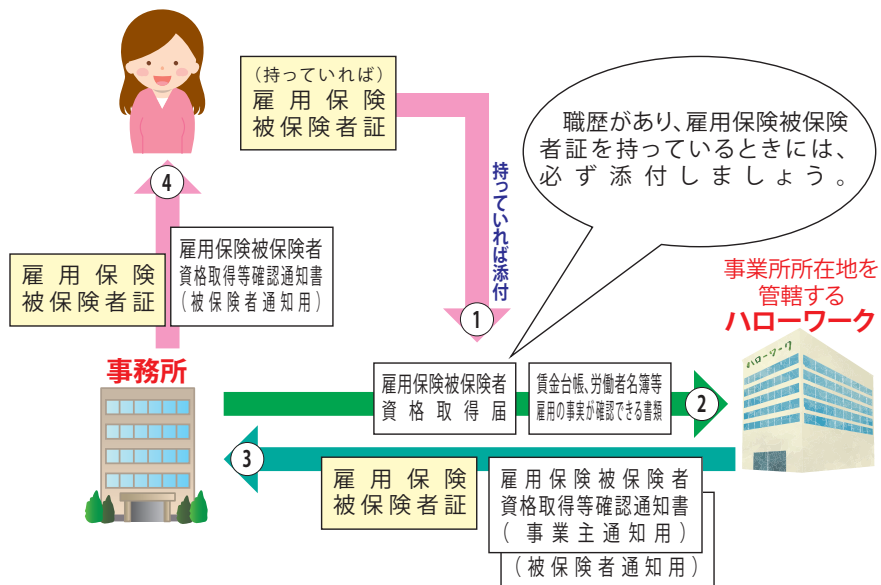 (持っていれば)
雇用保険
被保険者証
職歴があり、雇用保険被保険
者証を持っているときには、
必ず添付しましょう。
持っていれば添付
1
4
雇用保険
被保険者証
雇用保険被保険者
資格取得等確認通知書
(被保険者通知用)
事業所所在地を
管轄する
ハローワーク
ハローワーク
事務所
雇用保険被保険者
資格取得届
賃金台帳、労働者名簿等
雇用の事実が確認できる書類
2
3
雇用保険
被保険者証
雇用保険被保険者
資格取得等確認通知書
(事業主通知用)
(被保険者通知用)